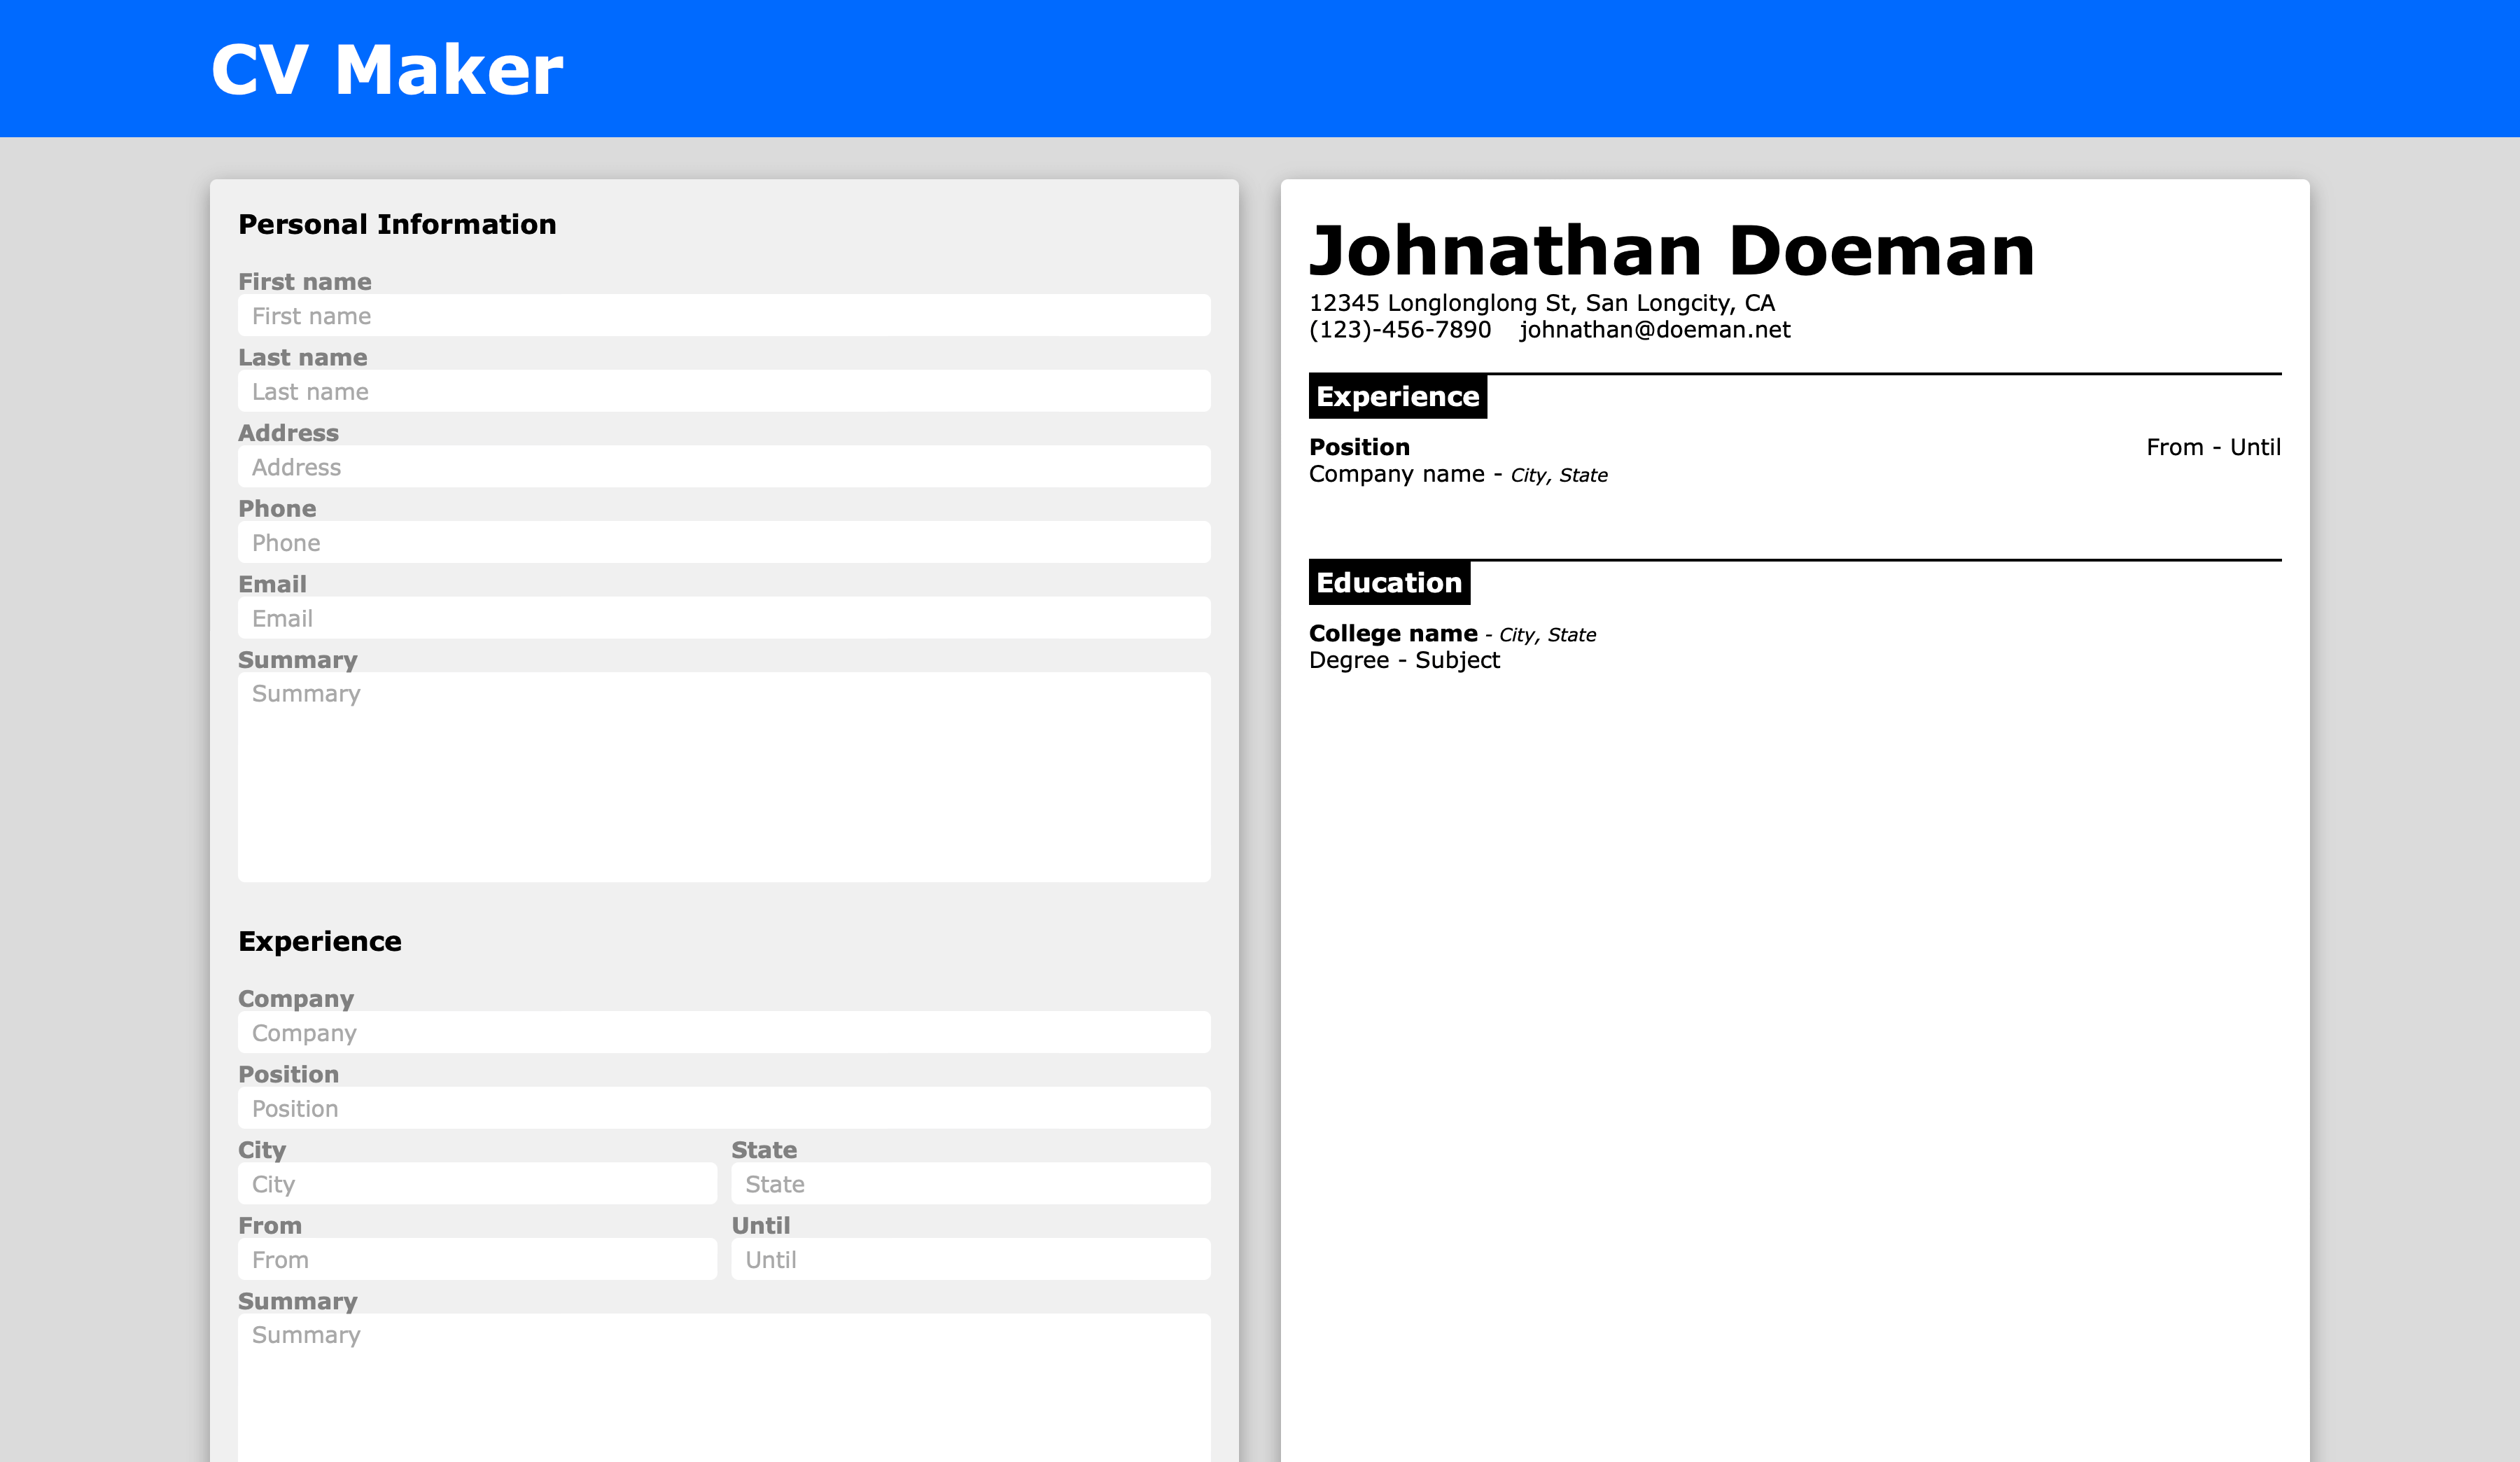 CV Maker
Personal Information
First name
First name
Last name
Last name
Address
Address
Phone
Phone
Email
Email
Summary
Summary
Experience
Company
Company
Position
Position
City State
City State
From Until
From Until
Summary
Summary
Johnathan Doeman
12345 Longlonglong St, San Longcity, CA
(123)-456-7890 johnathan@doeman.net
Experience
Position From - Until
Company name - City, State
Education
College name - City, State
Degree - Subject